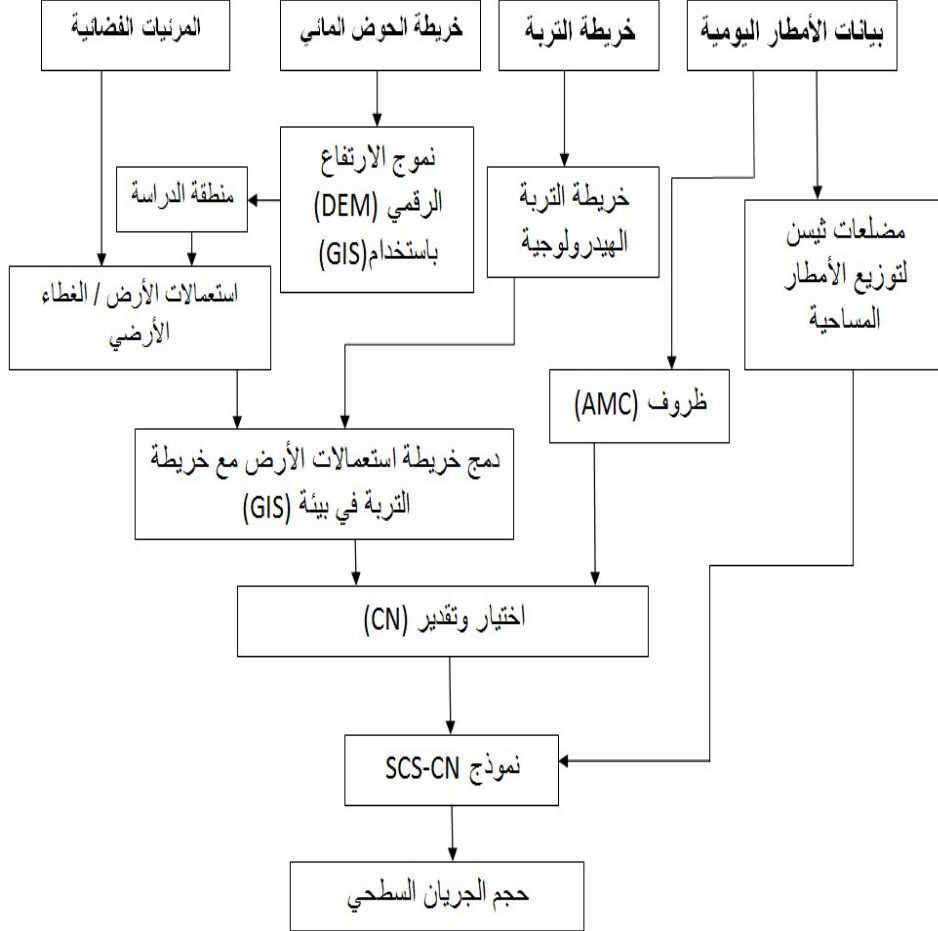 بيانات الأمطار اليومية
خريطة التربة
خريطة الحوض المائي
المرئيات الفضائية
نموج الارتفاع
الرقمي (DEM)
باستخدام(GIS)
منطقة الدراسة
خريطة التربة
الهيدرولوجية
مضلعات ثيسن
لتوزيع الأمطار
المساحية
استعمالات الأرض / الغطاء
الأرضي
ظروف (AMC)
دمج خريطة استعمالات الأرض مع خريطة
التربة في بيئة (GIS)
اختيار وتقدير (CN)
نموذج SCS-CN
حجم الجريان السطحي